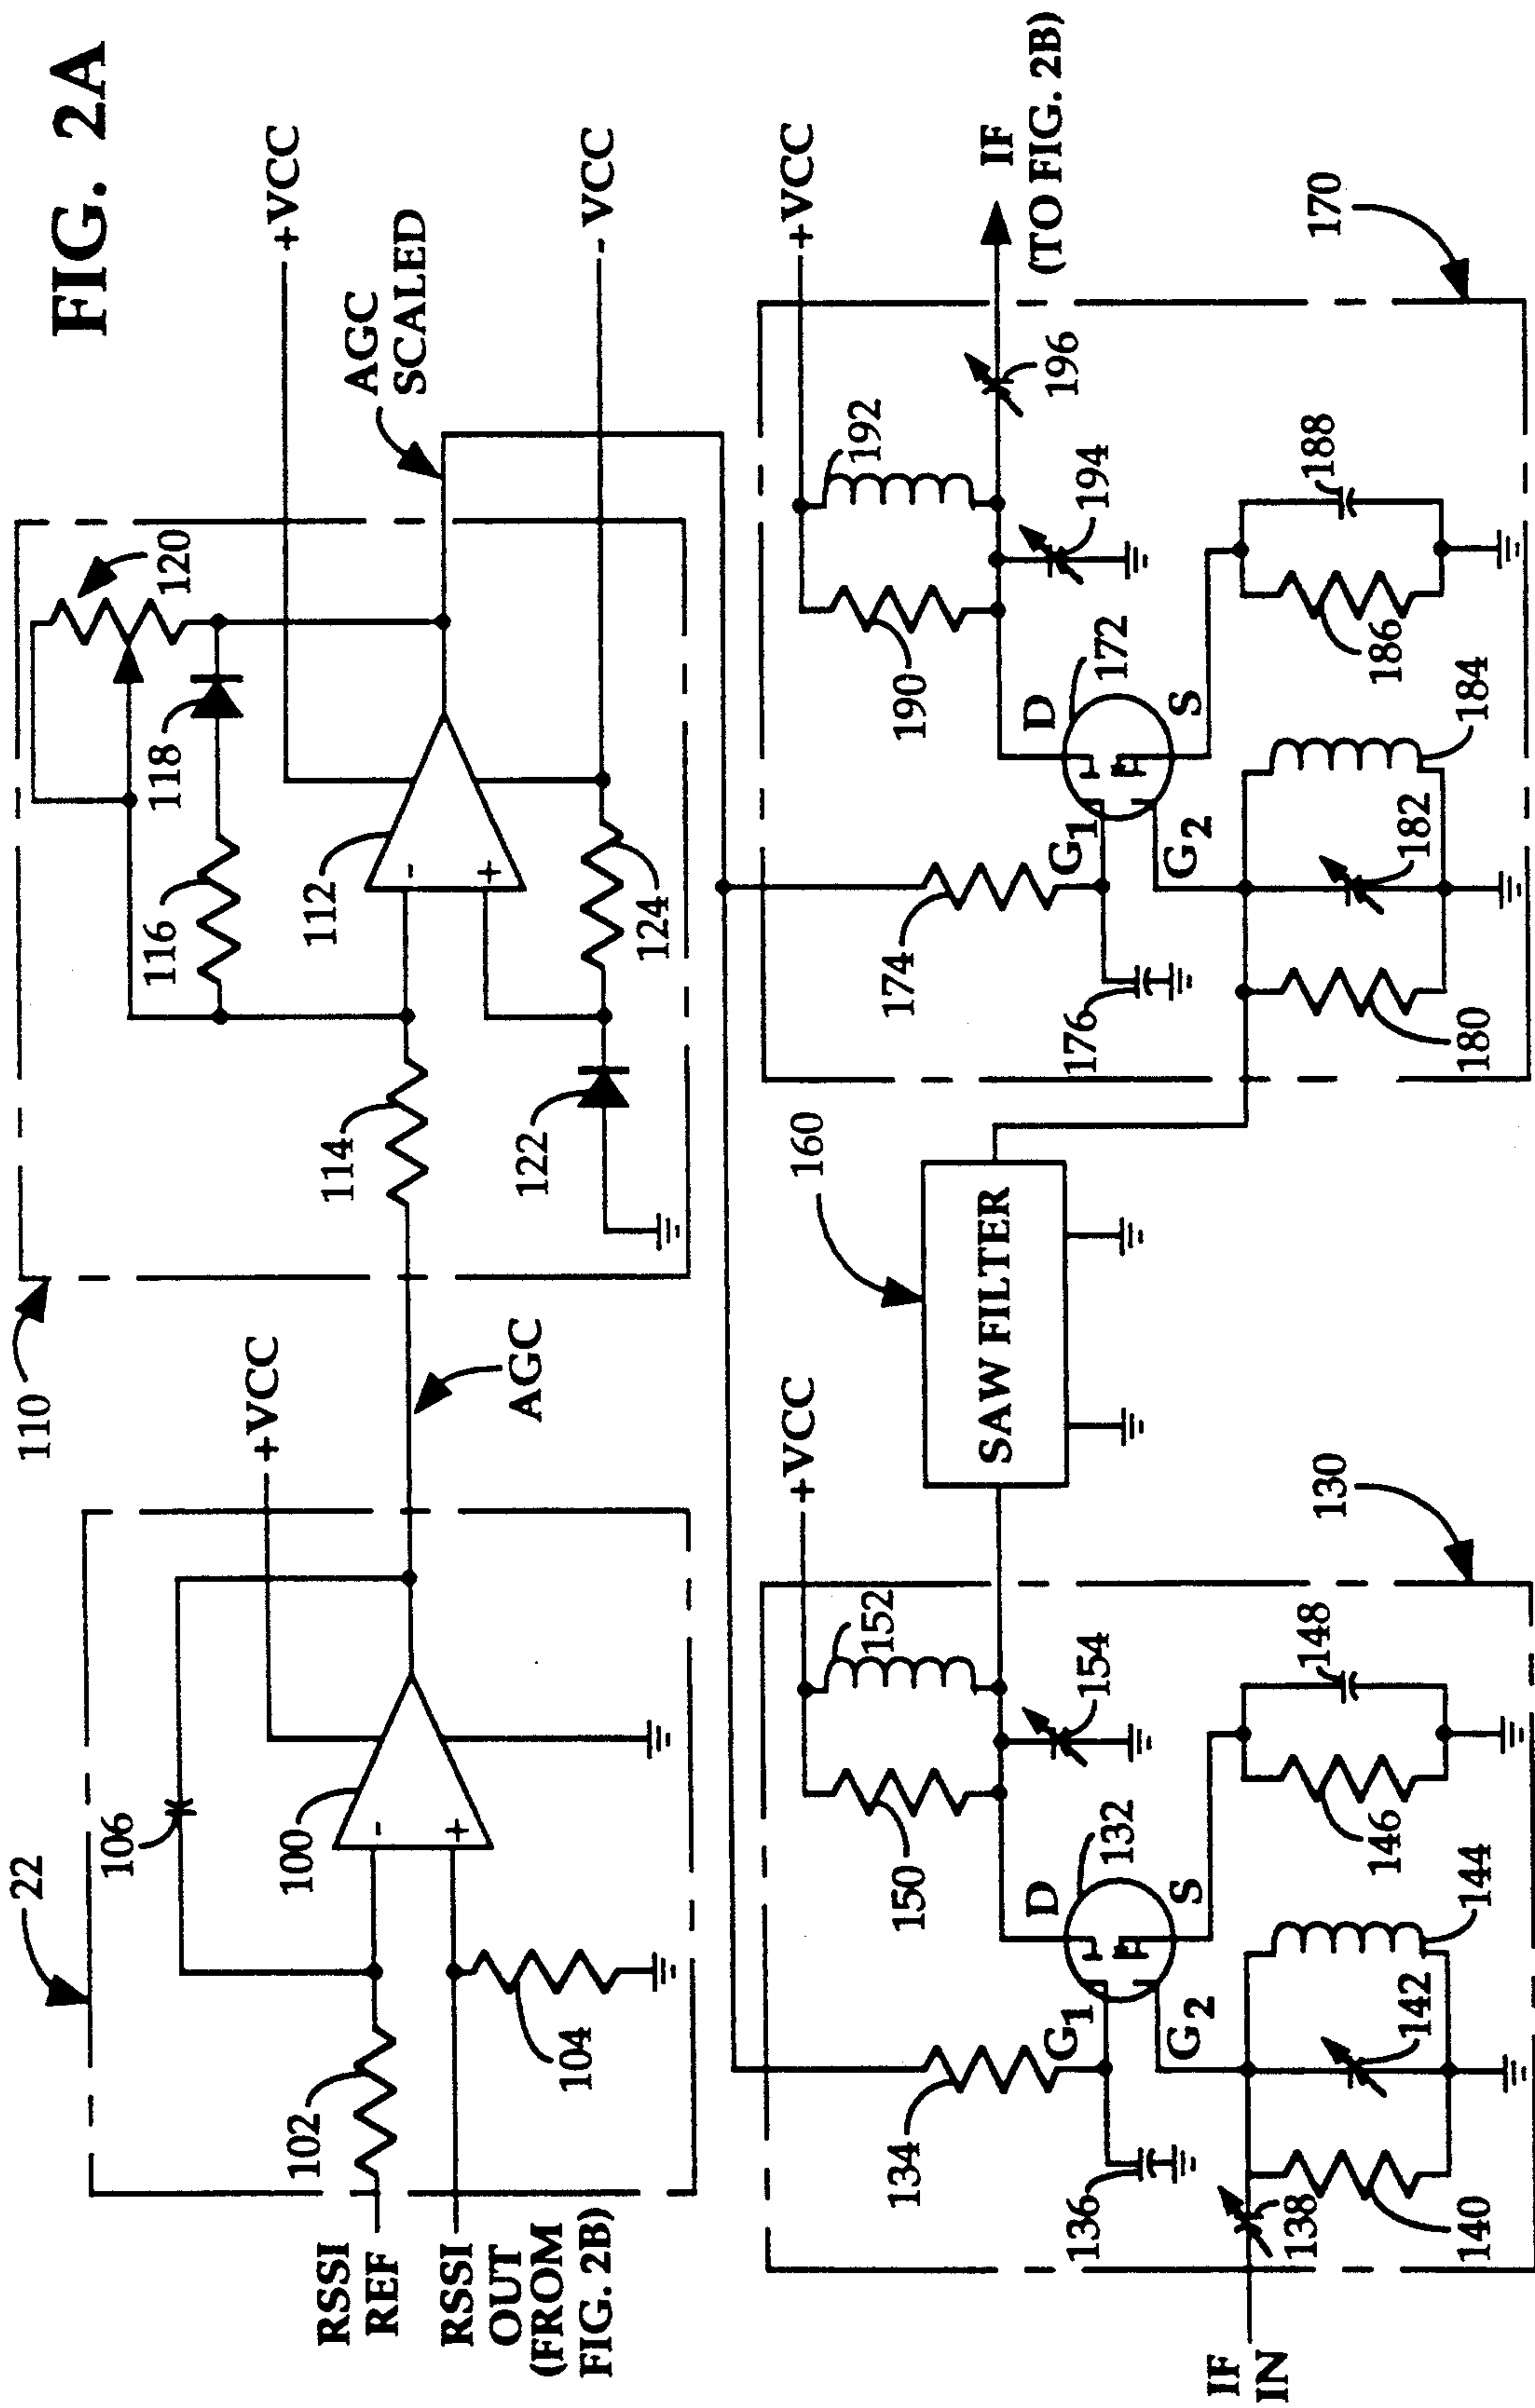 FIG. 2A
22
106
100
102
104
RSSI
REF
RSSI
OUT
(FROM
FIG. 2B)
-
+
+VCC
AGC
110
114
116
118
120
112
-
+
122
124
+VCC
AGC
SCALED
- VCC
IF
IN
130
134
136
138
140
142
144
146
148
150
152
154
132
G1
G2
D
S
+VCC
160
SAW FILTER
170
174
176
180
182
184
186
188
190
192
194
196
172
G1
G2
D
S
+VCC
IF
(TO FIG. 2B)